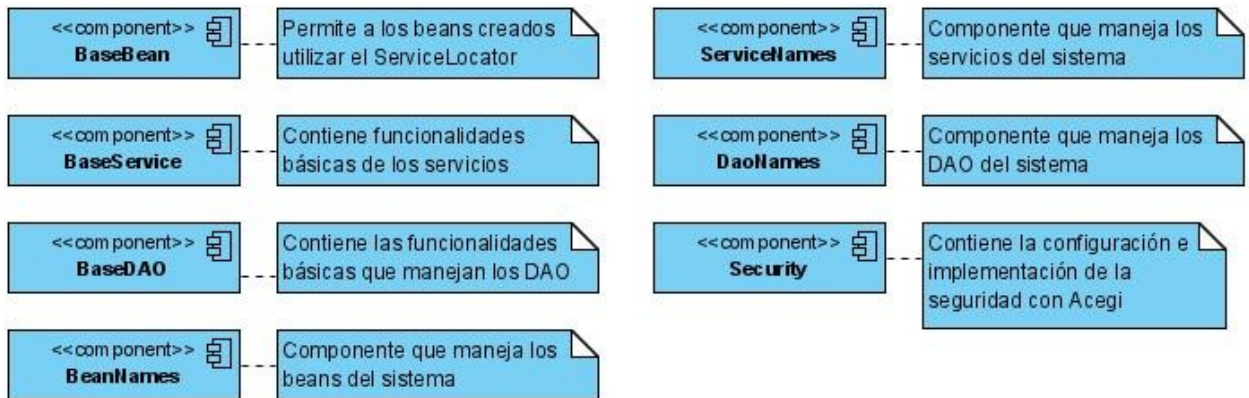 <<component>>
BaseBean
Permite a los beans creados
utilizar el ServiceLocator
<<component>>
ServiceNames
Componente que maneja los
servicios del sistema
<<component>>
BaseService
Contiene funcionalidades
básicas de los servicios
<<component>>
DaoNames
Componente que maneja los
DAO del sistema
<<component>>
BaseDAO
Contiene las funcionalidades
básicas que manejan los DAO
<<component>>
Security
Contiene la configuración e
implementación de la
seguridad con Acegi
<<component>>
BeanNames
Componente que maneja los
beans del sistema